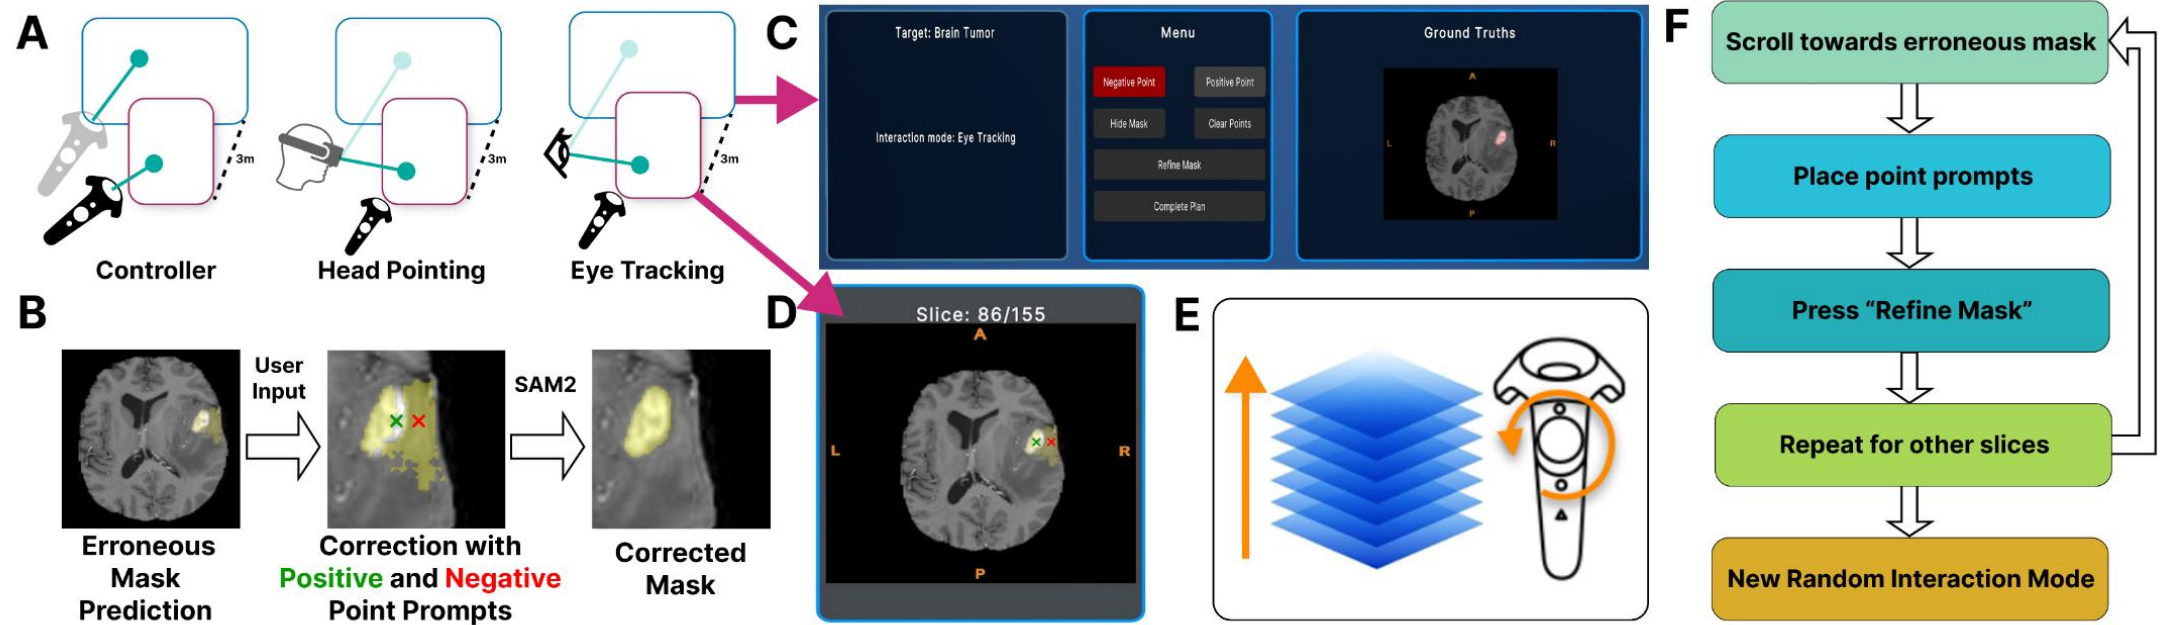 A
3m
3m
3m
Controller
Head Pointing
Eye Tracking
B
User
Input
SAM2
Erroneous
Mask
Prediction
Correction with
Positive and Negative
Point Prompts
Corrected
Mask
C
Target: Brain Tumor
Interaction mode: Eye Tracking
Menu
Negative Point
Positive Point
Hide Mask
Clear Points
Refine Mask
Complete Plan
Ground Truths
A
L
R
P
D
Slice: 86/155
A
L
R
P
E
F
Scroll towards erroneous mask
Place point prompts
Press “Refine Mask”
Repeat for other slices
New Random Interaction Mode